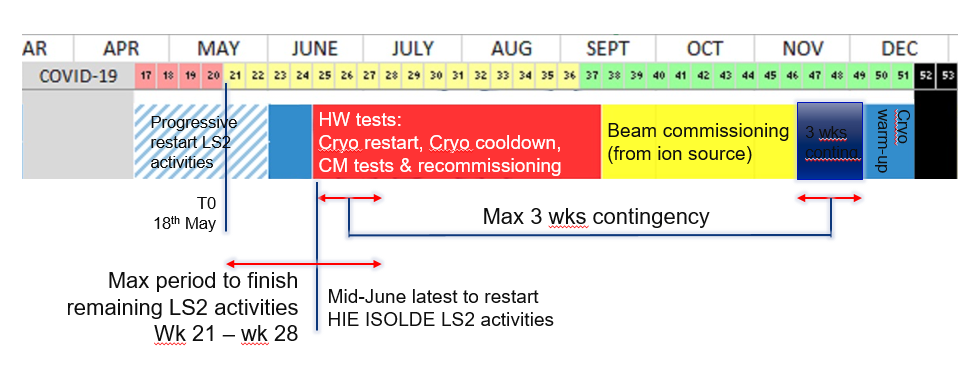 AR APR MAY JUNE JULY AUG SEPT OCT NOV DEC
COVID-19 17 18 19 20 21 22 23 24 25 26 27 28 29 30 31 32 33 34 35 36 37 38 39 40 41 42 43 44 45 46 47 48 49 50 51 52 53
Progressive
restart LS2
activities
HW tests:
Cryo restart, Cryo cooldown,
CM tests & recommissioning
Beam commissioning
(from ion source)
3 wks
conting.
Cryo
warm-up
T0
18th May
Max 3 wks contingency
Max period to finish
remaining LS2 activities
Wk 21 – wk 28
Mid-June latest to restart
HIE ISOLDE LS2 activities